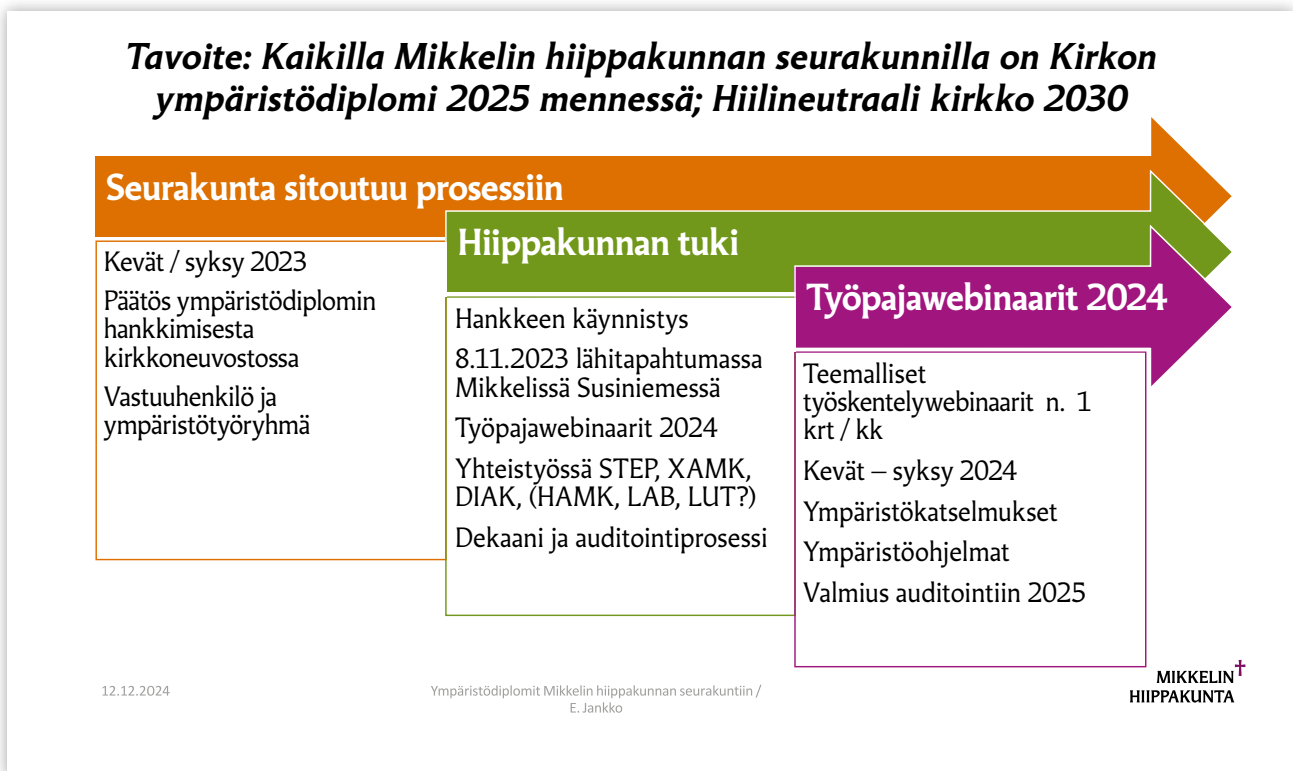 Tavoite: Kaikilla Mikkelin hiippakunnan seurakunnilla on Kirkon
ympäristödiplomi 2025 mennessä; Hiilineutraali kirkko 2030
Seurakunta sitoutuu prosessiin
Kevät / syksy 2023
Päätös ympäristödiplomin
hankkimisesta
kirkkoneuvostossa
Vastuuhenkilö ja
ympäristötyöryhmä
Hiippakunnan tuki
Hankkeen käynnistys
8.11.2023 lähitapahtumassa
Mikkelissä Susiniemessä
Työpajawebinaarit 2024
Yhteistyössä STEP, XAMK,
DIAK, (HAMK, LAB, LUT?)
Dekaani ja auditointiprosessi
Työpajawebinaarit 2024
Teemalliset
työskentelywebinaarit n. 1
krt / kk
Kevät – syksy 2024
Ympäristökatselmukset
Ympäristöohjelmat
Valmius auditointiin 2025
12.12.2024
Ympäristödiplomit Mikkelin hiippakunnan seurakuntiin /
E. Jankko
MIKKELIN
HIIPPAKUNTA